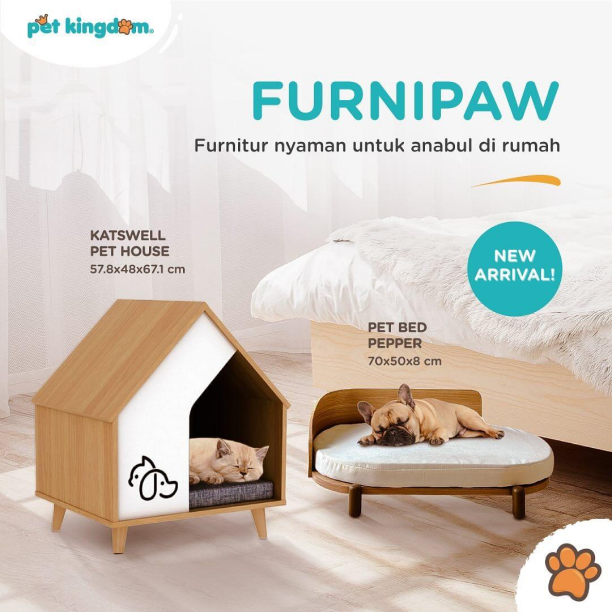 pet kingdom®
FURNIPAW
Furnitur nyaman untuk anabul di rumah
KATSWELL
PET HOUSE
57.8x48x67.1 cm
NEW
ARRIVAL!
PET BED
PEPPER
70x50x8 cm